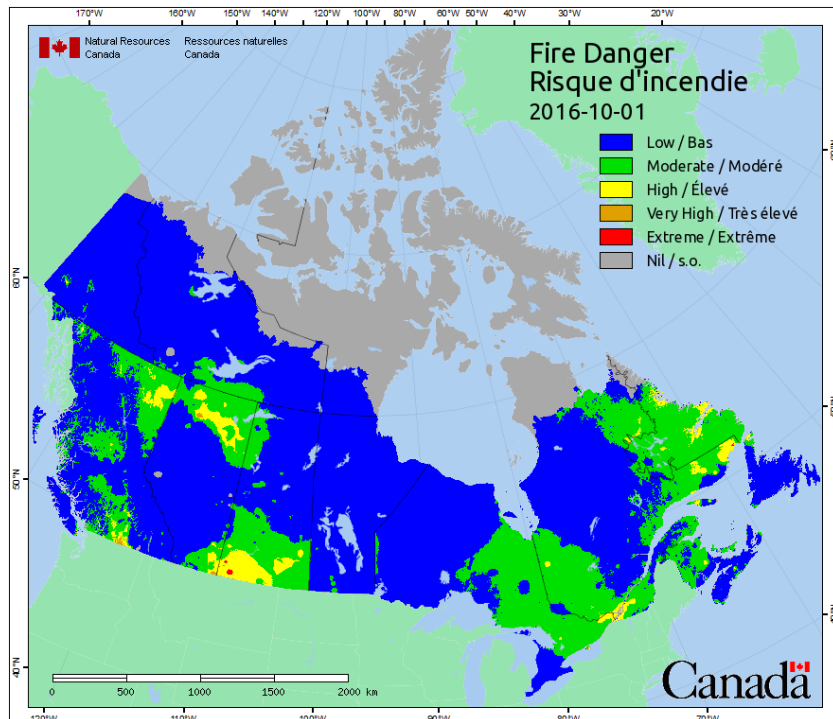 170°W 160°W 150°W 140°W 120°W 100°W 90°W 80°W 60°W 50°W 40°W 30°W 20°W
Natural Resources
Canada
Ressources naturelles
Canada
Fire Danger
Risque d'incendie
2016-10-01
Low / Bas
Moderate / Modéré
High / Élevé
Very High / Très élevé
Extreme / Extrême
Nil / s.o.
60°N
50°N
50°N
40°N
40°N
0 500 1000 1500 2000 km
Canada
120°W 110°W 100°W 90°W 80°W 70°W